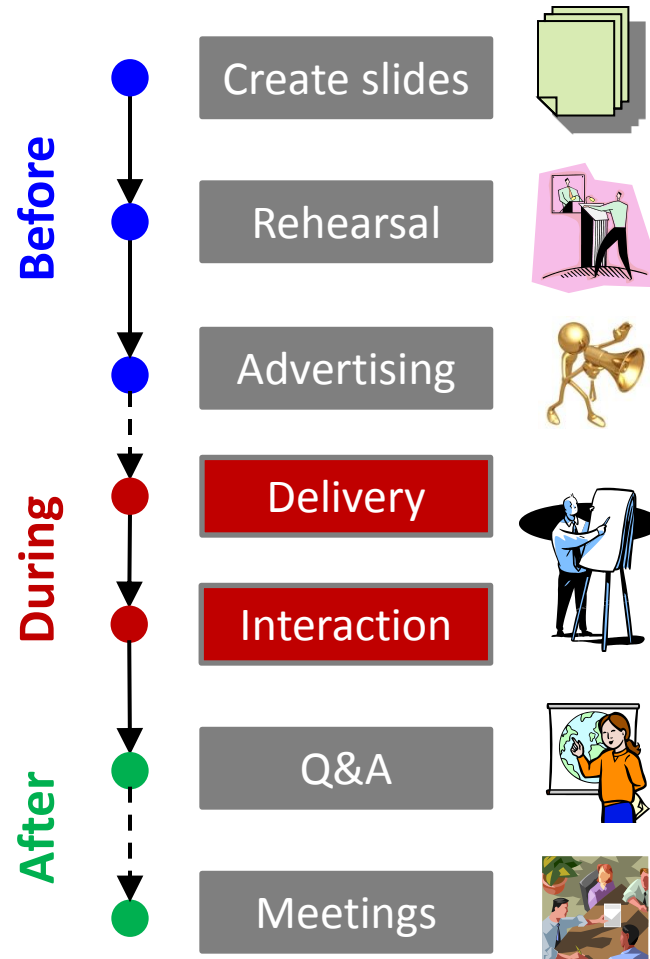 Before
Create slides
Rehearsal
Advertising
During
Delivery
Interaction
After
Q&A
Meetings